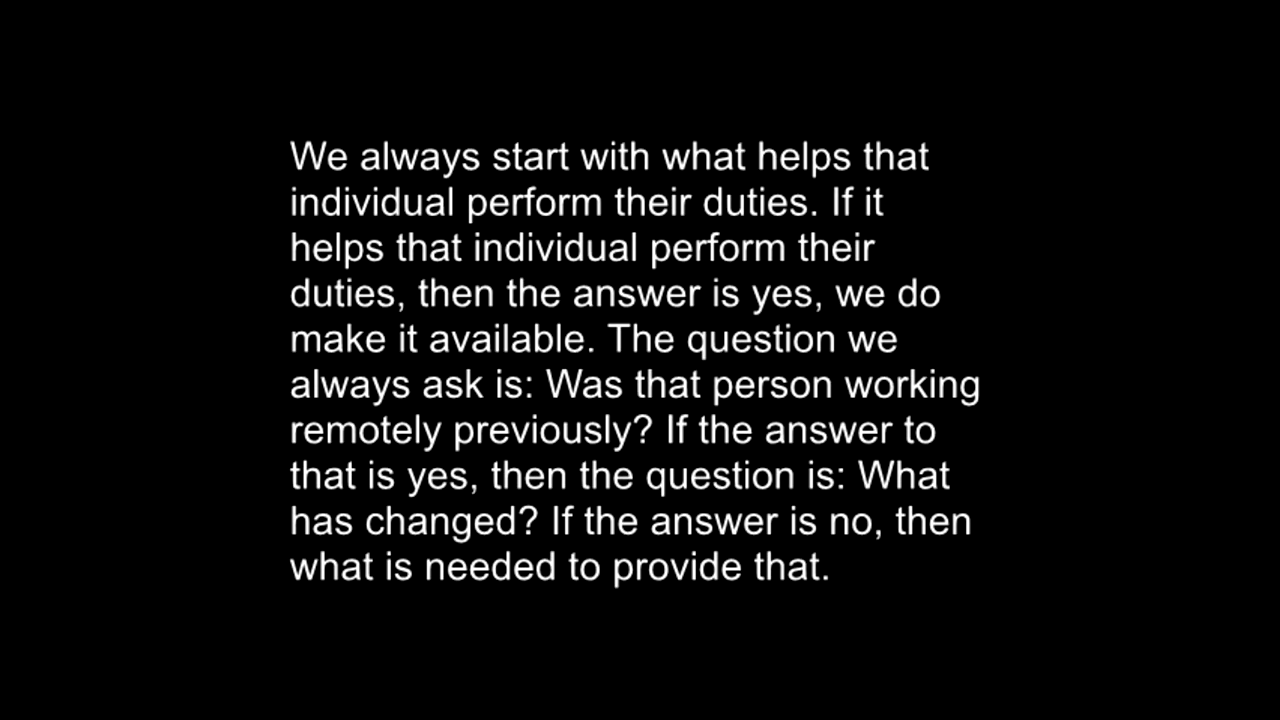 We always start with what helps that
individual perform their duties. If it
helps that individual perform their
duties, then the answer is yes, we do
make it available. The question we
always ask is: Was that person working
remotely previously? If the answer to
that is yes, then the question is: What
has changed? If the answer is no, then
what is needed to provide that.